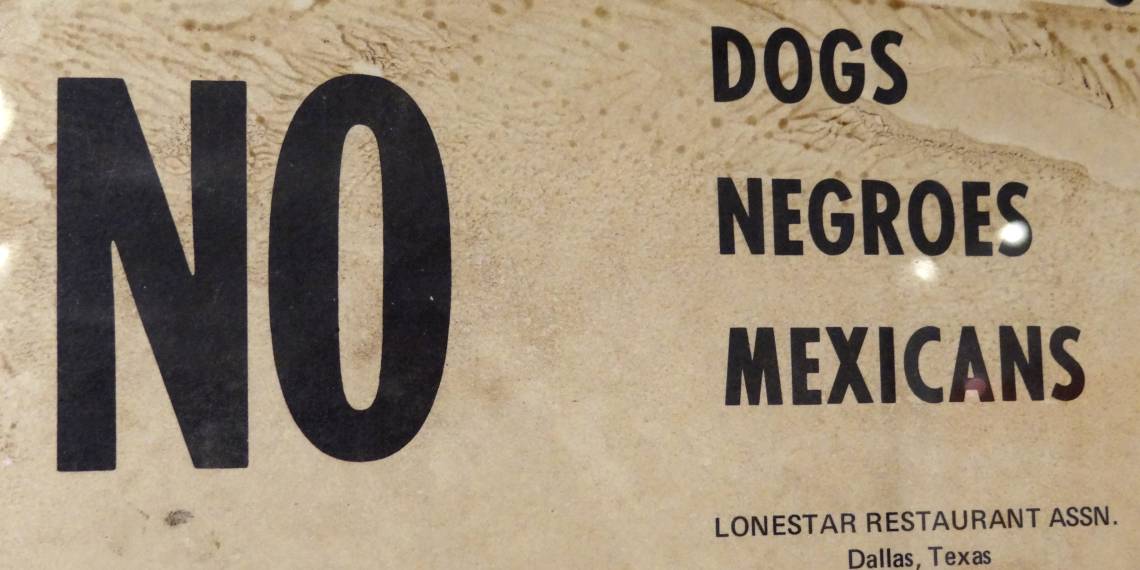 NO
DOGS
NEGROES
MEXICANS
LONESTAR RESTAURANT ASSN.
Dallas, Texas